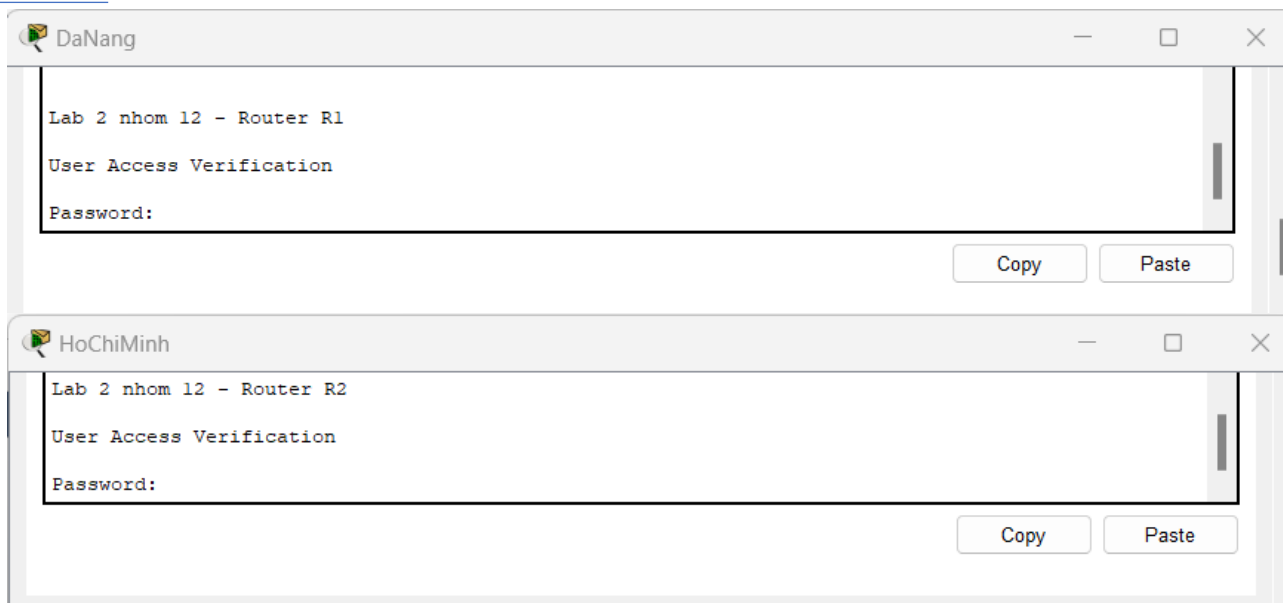 DaNang
Lab 2 nhom 12 - Router R1
User Access Verification
Password:
Copy Paste
HoChiMinh
Lab 2 nhom 12 - Router R2
User Access Verification
Password:
Copy Paste